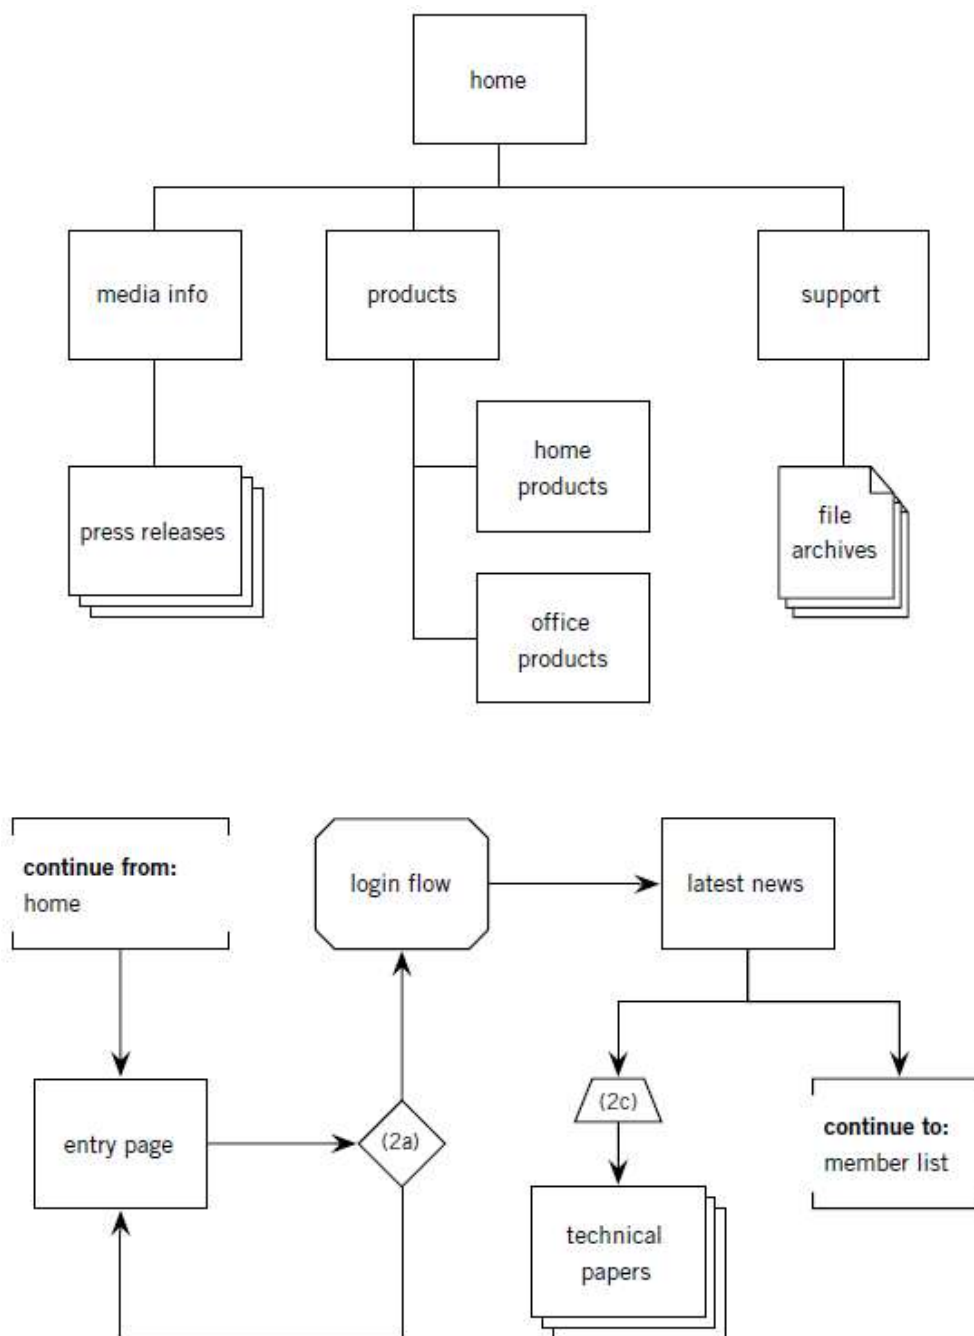 home
media info
products
support
home
products
press releases
file
archives
office
products
continue from:
home
login flow
latest news
(2c)
continue to:
member list
entry page
(2a)
technical
papers